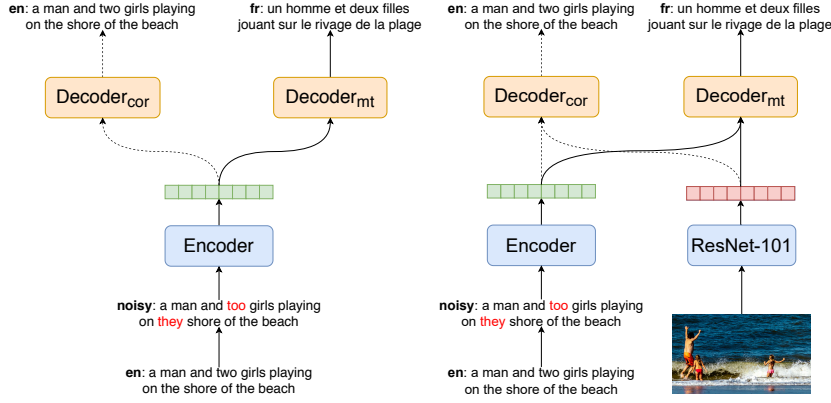 en: a man and two girls playing
on the shore of the beach
fr: un homme et deux filles
jouant sur le rivage de la plage
Decoder_cor
Decoder_mt
Encoder
noisy: a man and too girls playing
on they shore of the beach
en: a man and two girls playing
on the shore of the beach
en: a man and two girls playing
on the shore of the beach
fr: un homme et deux filles
jouant sur le rivage de la plage
Decoder_cor
Decoder_mt
Encoder
ResNet-101
noisy: a man and too girls playing
on they shore of the beach
en: a man and two girls playing
on the shore of the beach